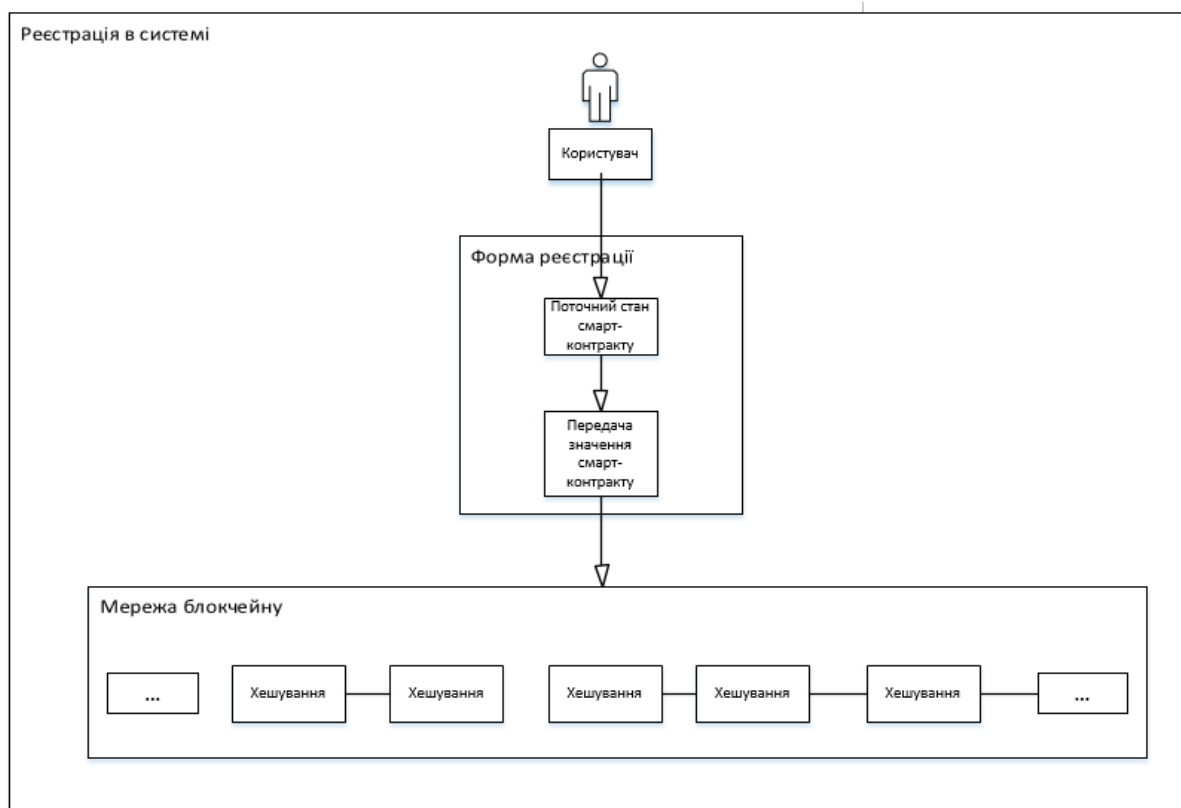 Реєстрація в системі
Користувач
Форма реєстрації
Поточний стан
смарт-
контракту
Передача
значення
смарт-
контракту
Мережа блокчейну
...
Хешування
Хешування
Хешування
Хешування
Хешування
...